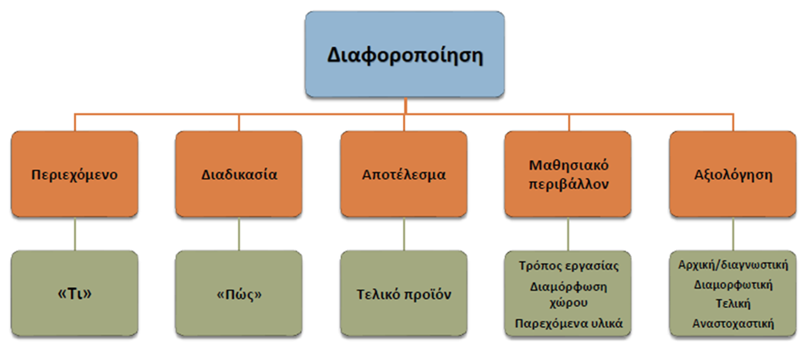 Διαφοροποίηση
Περιεχόμενο
Διαδικασία
Αποτέλεσμα
Μαθησιακό
περιβάλλον
Αξιολόγηση
«Τι»
«Πώς»
Τελικό προϊόν
Τρόπος εργασίας
Διαμόρφωση
χώρου
Παρεχόμενα υλικά
Αρχική/διαγνωστική
Διαμορφωτική
Τελική
Αναστοχαστική